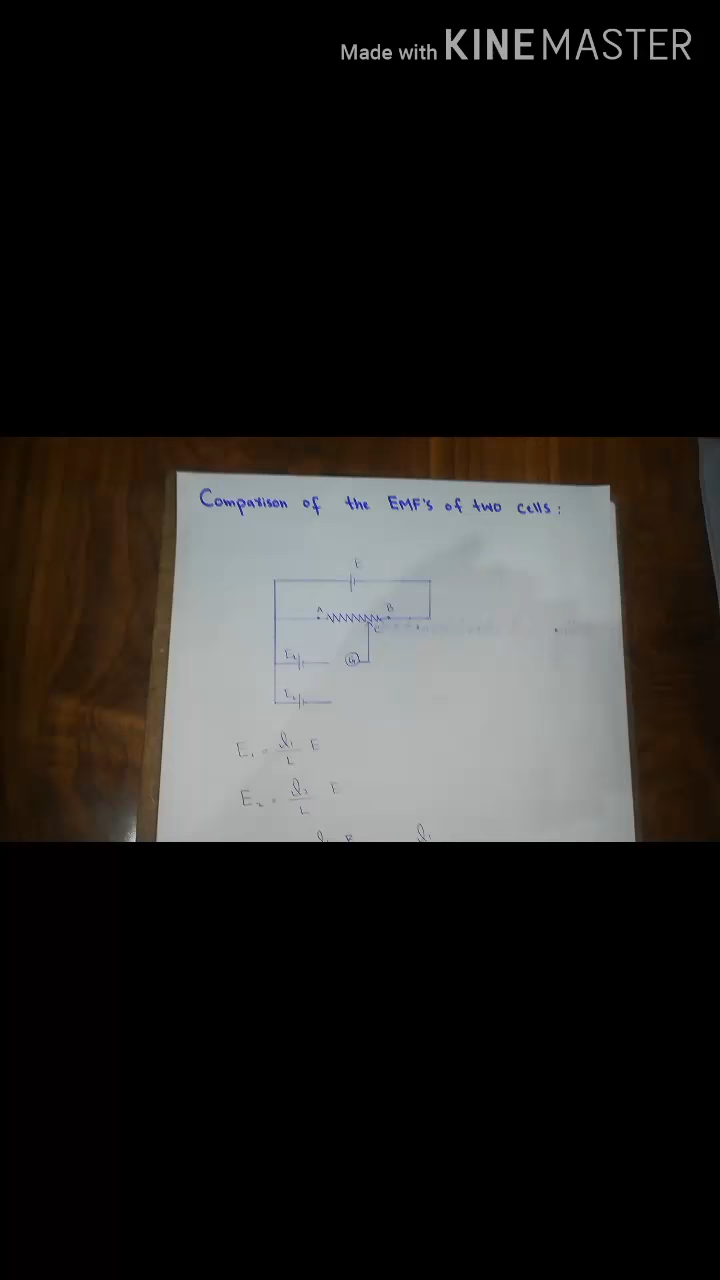 Made with KINEMASTER
Comparison of the EMF's of two cells :
E
A B
C
E₁ G
E₂
E₁ = l₁/L E
E₂ = l₂/L E